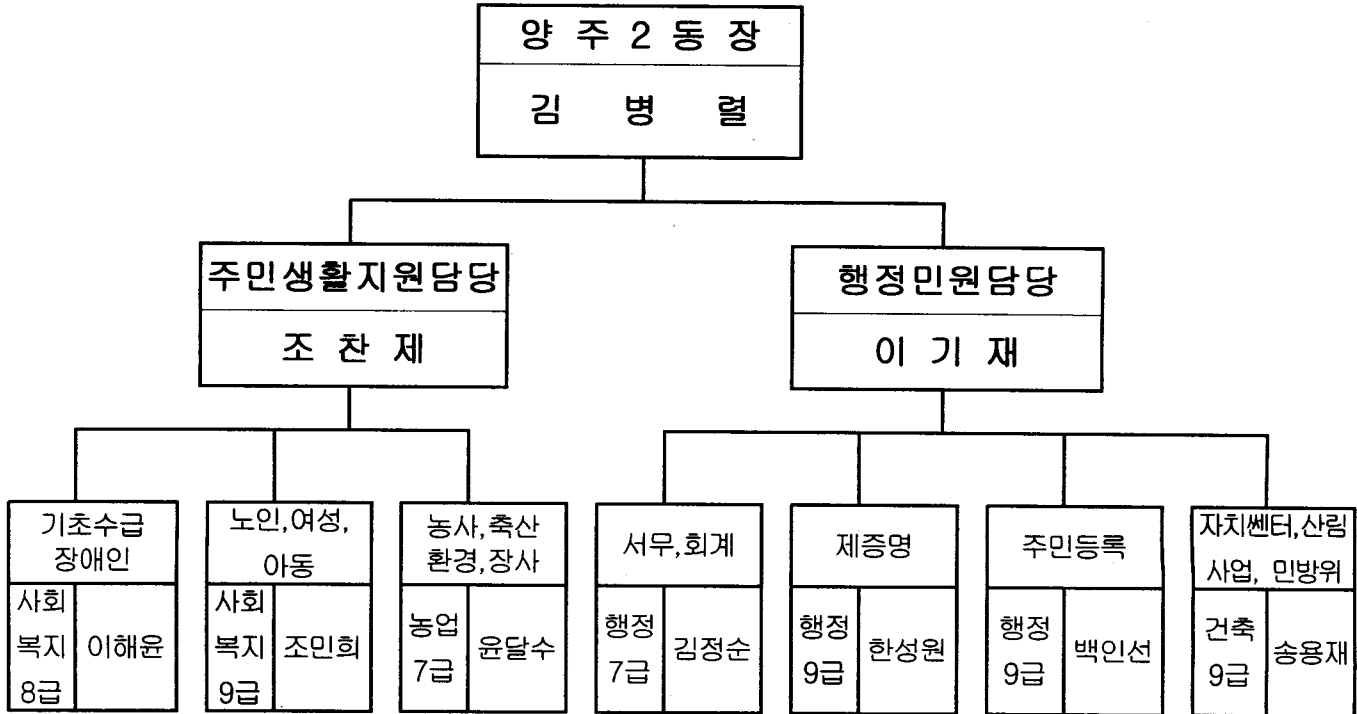 양 주 2 동 장
김 병 렬
주민생활지원담당
조 찬 제
행정민원담당
이 기 재
기초수급
장애인
사회
복지
8급
이해윤
노인,여성,
아동
사회
복지
9급
조민희
농사,축산
환경,장사
농업
7급
윤달수
서무,회계
행정
7급
김정순
제증명
행정
9급
한성원
주민등록
행정
9급
백인선
자치쎈터,산림
사업, 민방위
건축
9급
송용재